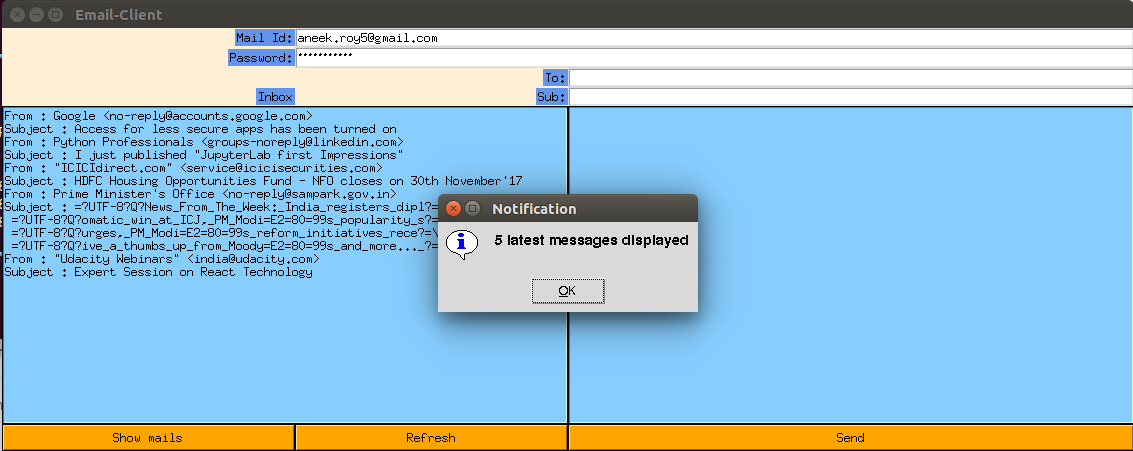 Email-Client
Mail Id: aneek.roy5@gmail.com
Password: ***********
To:
Inbox
Sub:
From : Google <no-reply@accounts.google.com>
Subject : Access for less secure apps has been turned on
From : Python Professionals <groups-noreply@linkedin.com>
Subject : I just published "JupyterLab first Impressions"
From : "ICICIdirect.com" <service@icicisecurities.com>
Subject : HDFC Housing Opportunities Fund - NFO closes on 30th November'17
From : Prime Minister's Office <no-reply@sampark.gov.in>
Subject : =?UTF-8?Q?News_From_The_Week:_India_registers_dipl?=
=?UTF-8?Q?omatic_win_at_ICJ,_PM_Modi=E2=80=99s_popularity_s?=
=?UTF-8?Q?urges,_PM_Modi=E2=80=99s_reform_initiatives_rece?=\
=?UTF-8?Q?ive_a_thumbs_up_from_Moody=E2=80=99s_and_more..._?=
From : "Udacity Webinars" <india@udacity.com>
Subject : Expert Session on React Technology
Notification
5 latest messages displayed
OK
Show mails
Refresh
Send